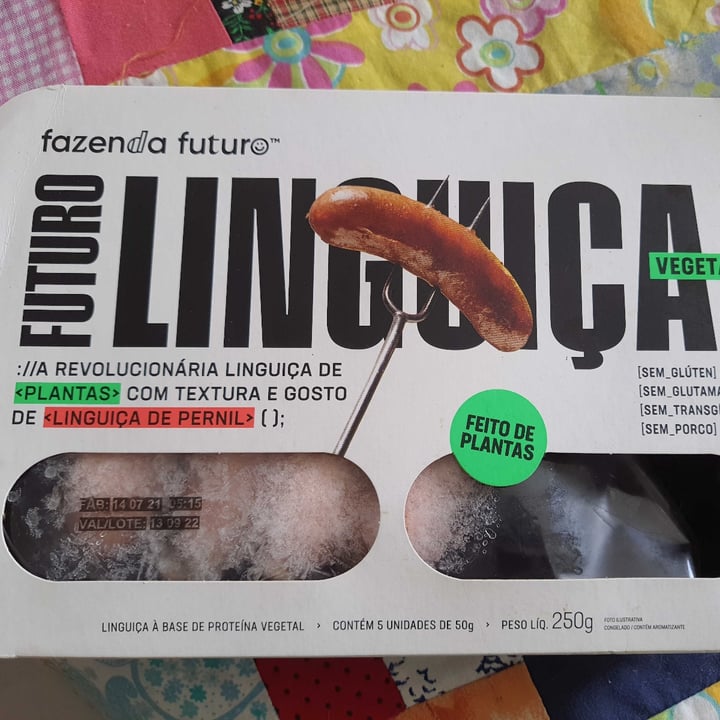 fazenda futuro™
FUTURO
LINGUIÇA
VEGETA
://A REVOLUCIONÁRIA LINGUIÇA DE
<PLANTAS> COM TEXTURA E GOSTO
DE <LINGUIÇA DE PERNIL> ( );
[SEM_GLÚTEN]
[SEM_GLUTAMA
[SEM_TRANSG
[SEM_PORCO]
FEITO DE
PLANTAS
FAB: 14 07 21 05:15
VAL/LOTE: 13 09 22
LINGUIÇA À BASE DE PROTEÍNA VEGETAL › CONTÉM 5 UNIDADES DE 50g › PESO LÍQ. 250g
FOTO ILUSTRATIVA
CONGELADO / CONTÉM AROMATIZANTE